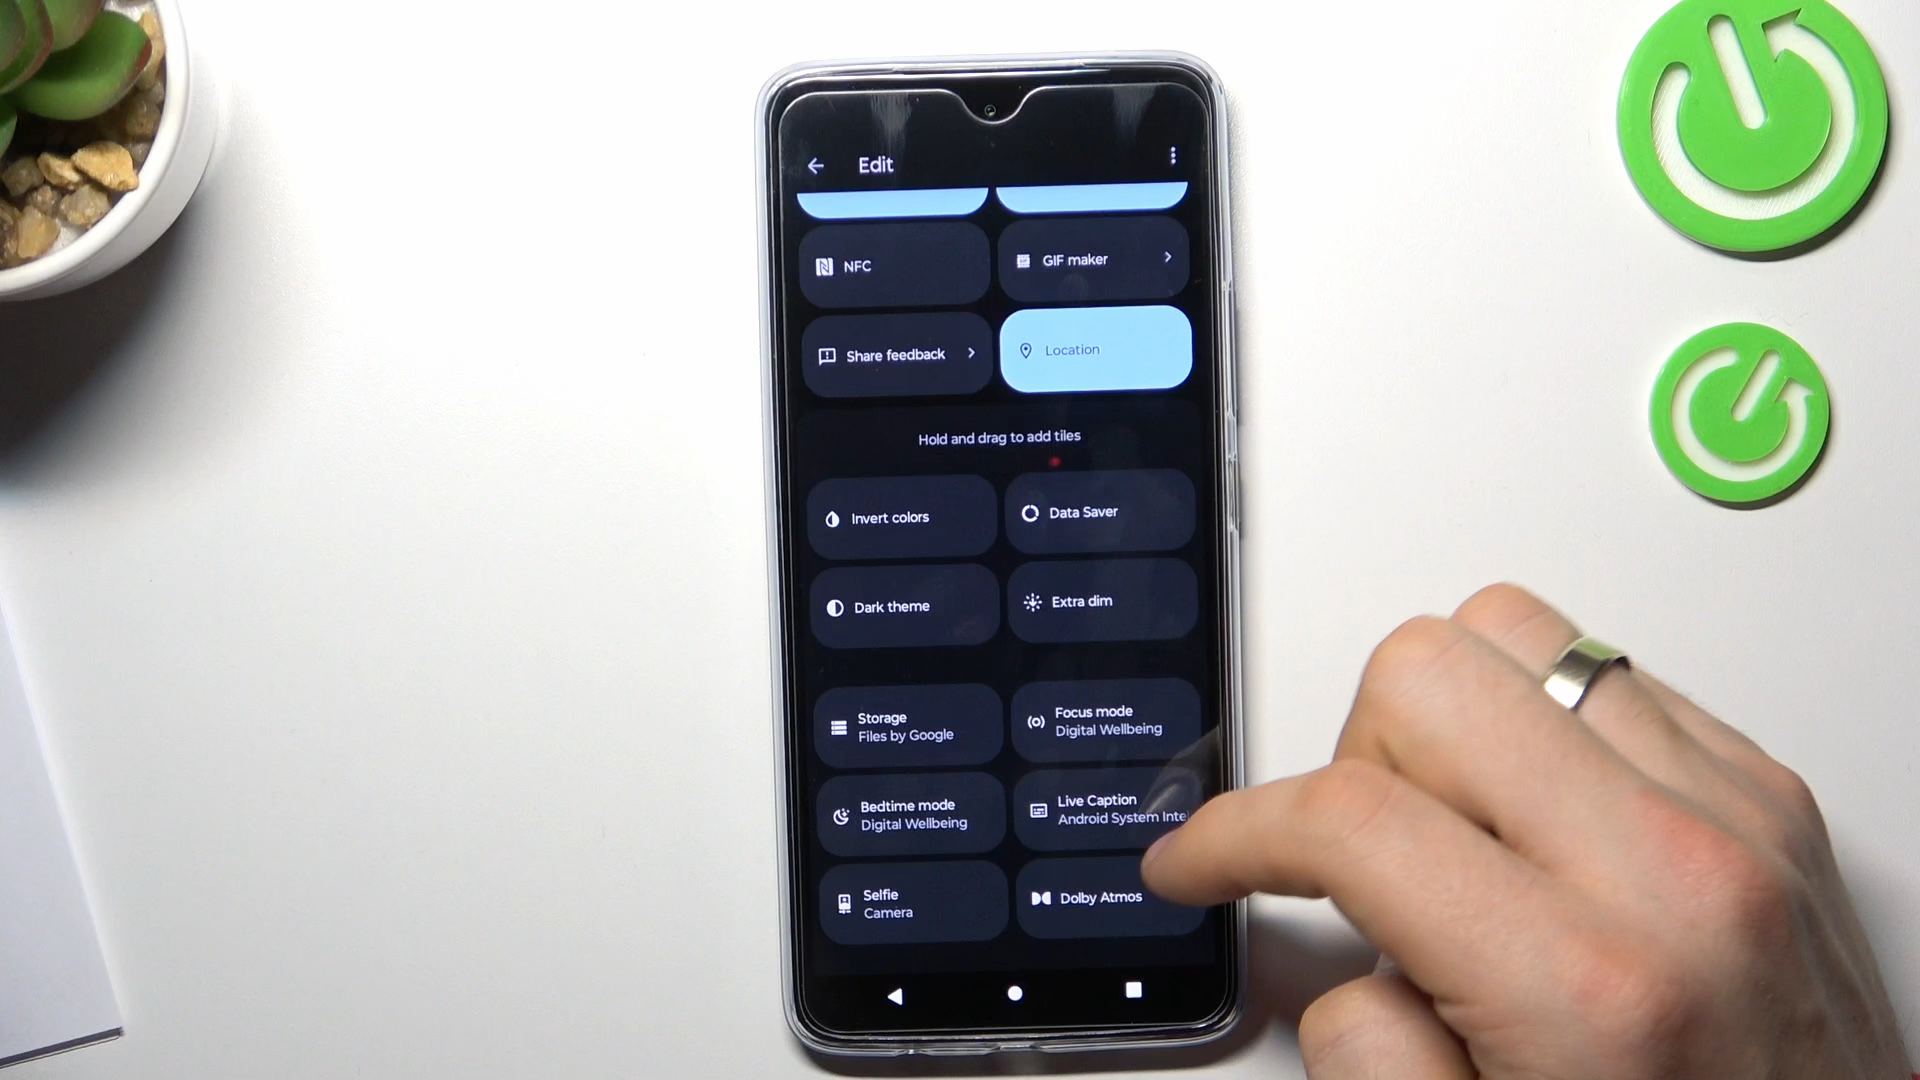 Edit
NFC
GIF maker
Share feedback
Location
Hold and drag to add tiles
Invert colors
Data Saver
Dark theme
Extra dim
Storage
Files by Google
Focus mode
Digital Wellbeing
Bedtime mode
Digital Wellbeing
Live Caption
Android System Inte
Selfie
Camera
Dolby Atmos